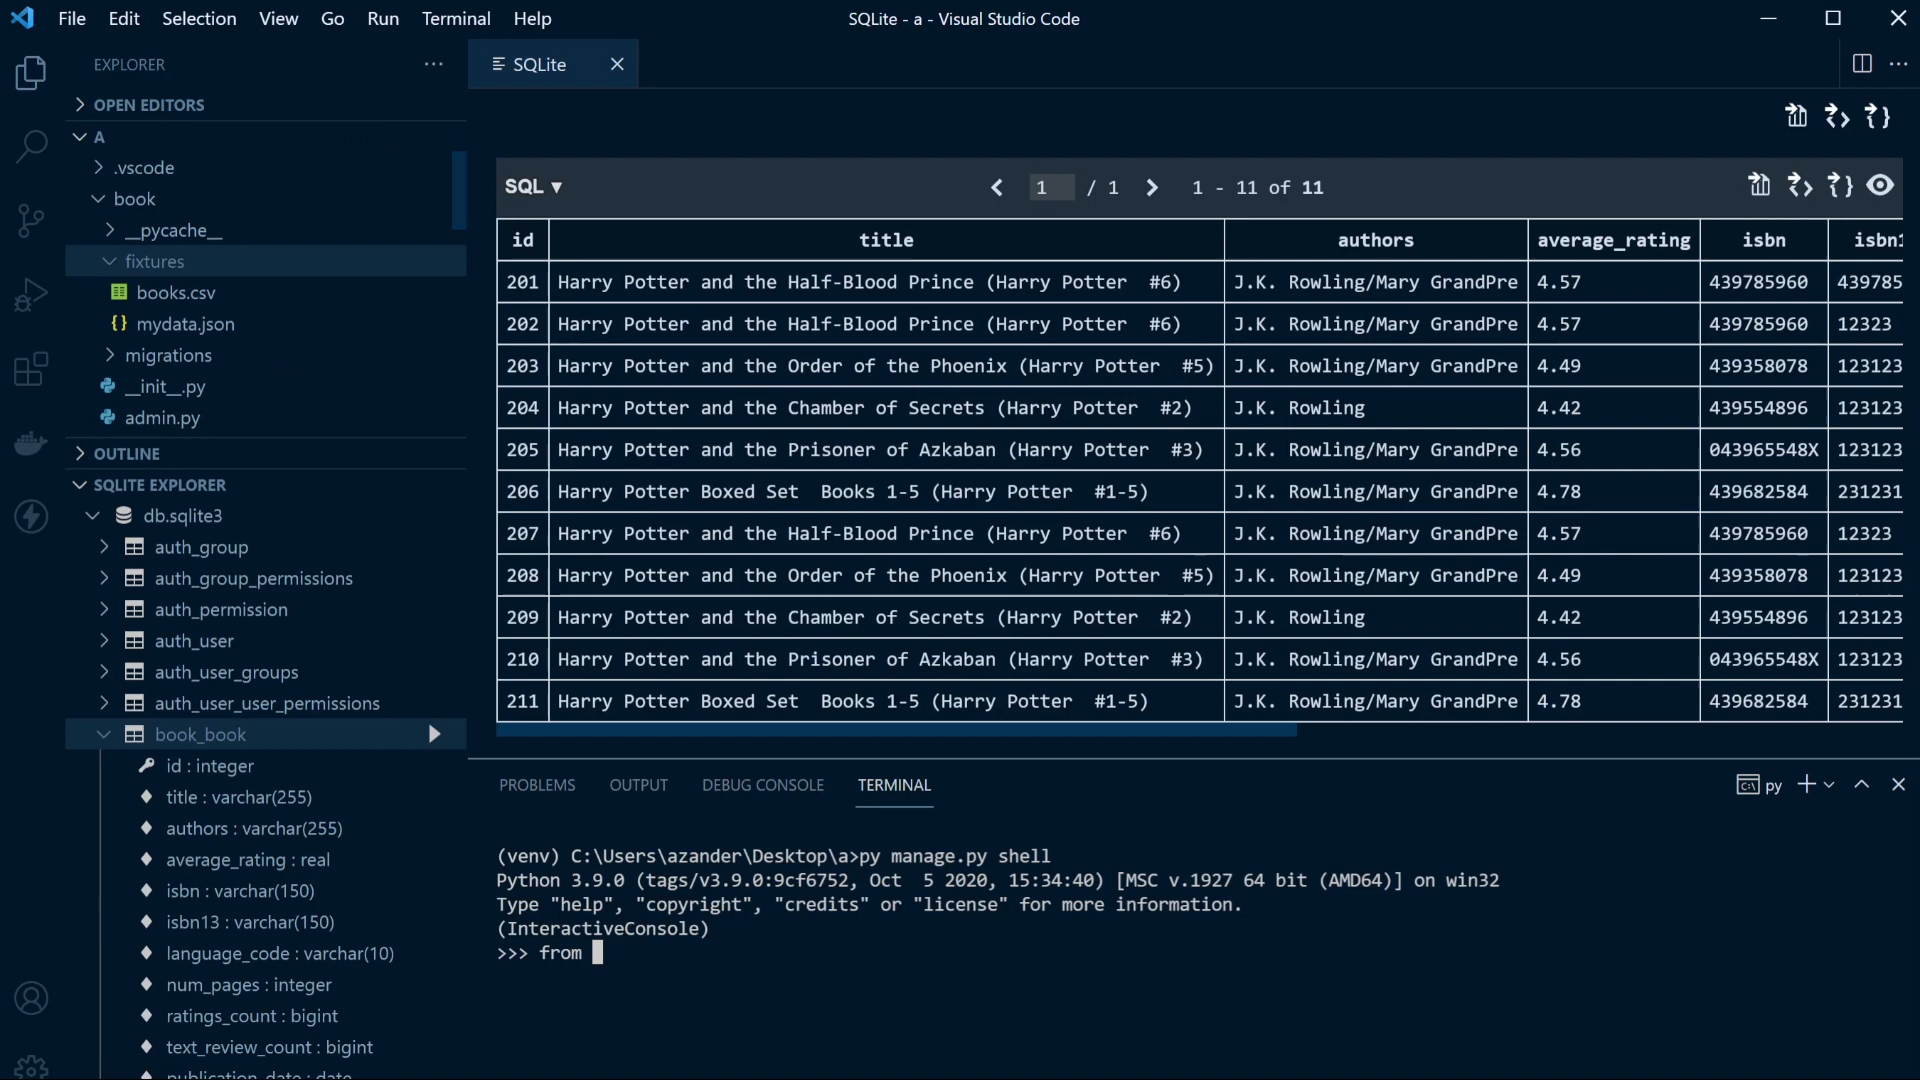 File Edit Selection View Go Run Terminal Help
SQLite - a - Visual Studio Code
EXPLORER
OPEN EDITORS
A
.vscode
book
__pycache__
fixtures
books.csv
mydata.json
migrations
__init__.py
admin.py
OUTLINE
SQLITE EXPLORER
db.sqlite3
auth_group
auth_group_permissions
auth_permission
auth_user
auth_user_groups
auth_user_user_permissions
book_book
id : integer
title : varchar(255)
authors : varchar(255)
average_rating : real
isbn : varchar(150)
isbn13 : varchar(150)
language_code : varchar(10)
num_pages : integer
ratings_count : bigint
text_review_count : bigint
publication_date : date
SQLite
SQL ▼ 1 / 1 1 - 11 of 11
id title authors average_rating isbn isbn1
201 Harry Potter and the Half-Blood Prince (Harry Potter  #6) J.K. Rowling/Mary GrandPre 4.57 439785960 439785
202 Harry Potter and the Half-Blood Prince (Harry Potter  #6) J.K. Rowling/Mary GrandPre 4.57 439785960 12323
203 Harry Potter and the Order of the Phoenix (Harry Potter  #5) J.K. Rowling/Mary GrandPre 4.49 439358078 123123
204 Harry Potter and the Chamber of Secrets (Harry Potter  #2) J.K. Rowling 4.42 439554896 123123
205 Harry Potter and the Prisoner of Azkaban (Harry Potter  #3) J.K. Rowling/Mary GrandPre 4.56 043965548X 123123
206 Harry Potter Boxed Set  Books 1-5 (Harry Potter  #1-5) J.K. Rowling/Mary GrandPre 4.78 439682584 231231
207 Harry Potter and the Half-Blood Prince (Harry Potter  #6) J.K. Rowling/Mary GrandPre 4.57 439785960 12323
208 Harry Potter and the Order of the Phoenix (Harry Potter  #5) J.K. Rowling/Mary GrandPre 4.49 439358078 123123
209 Harry Potter and the Chamber of Secrets (Harry Potter  #2) J.K. Rowling 4.42 439554896 123123
210 Harry Potter and the Prisoner of Azkaban (Harry Potter  #3) J.K. Rowling/Mary GrandPre 4.56 043965548X 123123
211 Harry Potter Boxed Set  Books 1-5 (Harry Potter  #1-5) J.K. Rowling/Mary GrandPre 4.78 439682584 231231
PROBLEMS OUTPUT DEBUG CONSOLE TERMINAL
py
(venv) C:\Users\azander\Desktop\a>py manage.py shell
Python 3.9.0 (tags/v3.9.0:9cf6752, Oct  5 2020, 15:34:40) [MSC v.1927 64 bit (AMD64)] on win32
Type "help", "copyright", "credits" or "license" for more information.
(InteractiveConsole)
>>> from